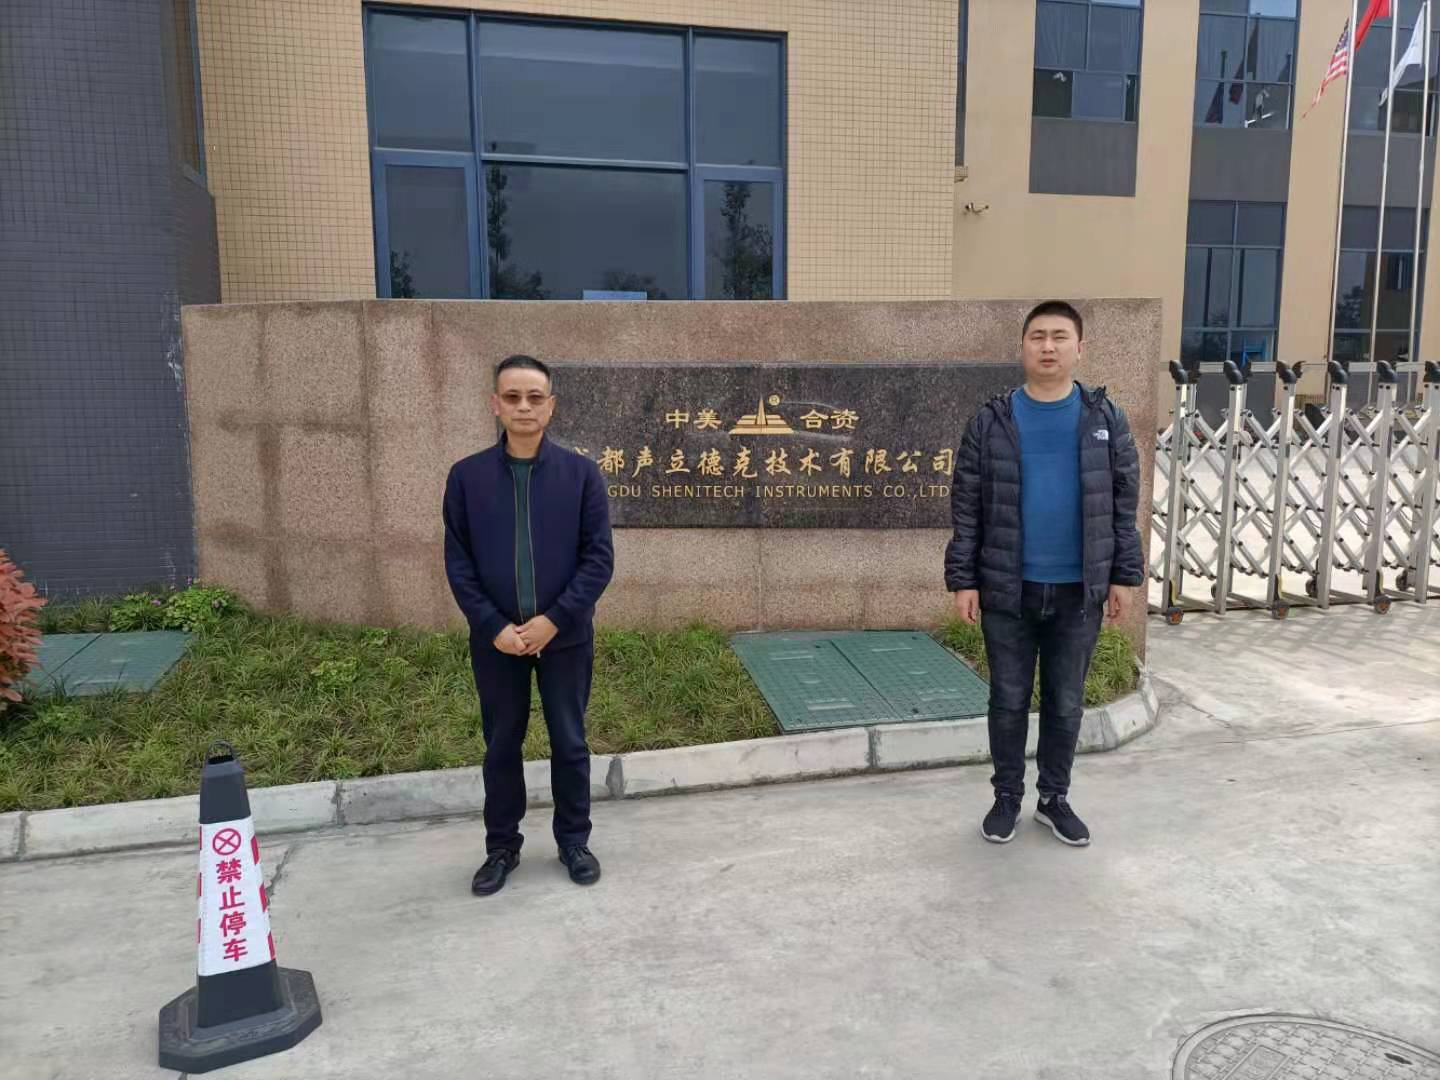 中美 合资
都声立德克技术有限公司
GDU SHENITECH INSTRUMENTS CO.,LTD
禁止停车